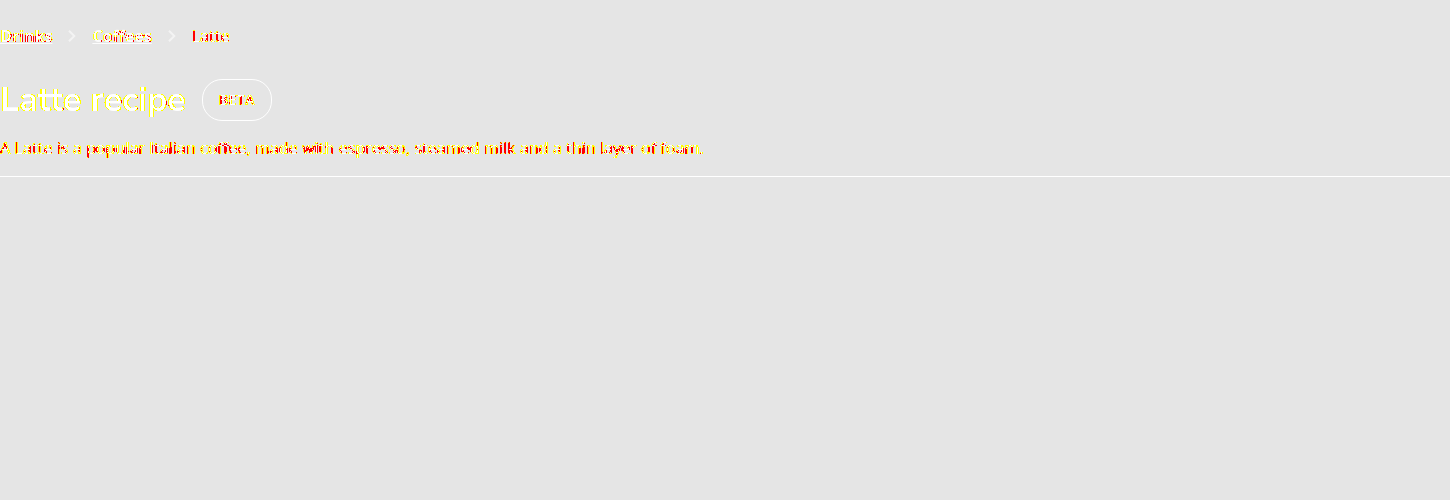 Drinks > Coffees > Latte
Latte recipe BETA
A Latte is a popular Italian coffee, made with espresso, steamed milk and a thin layer of foam.